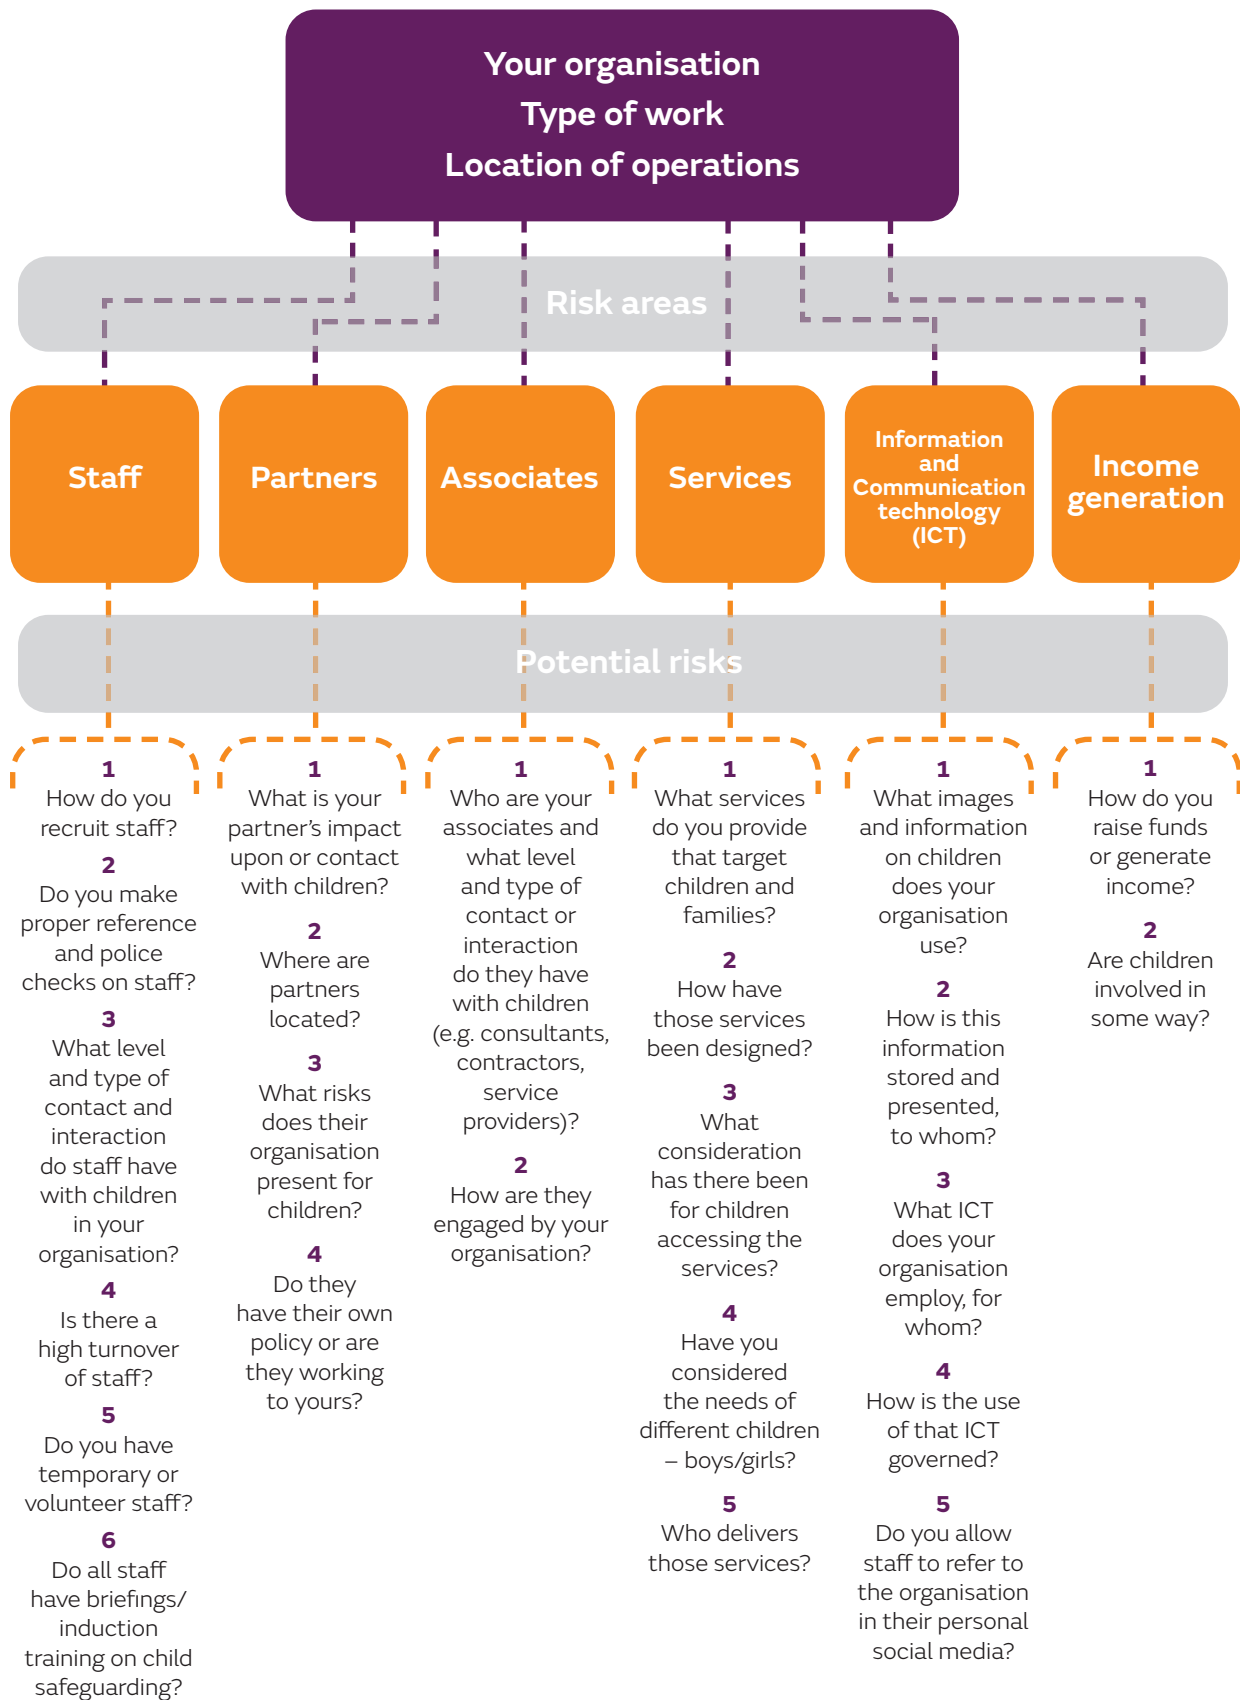 Your organisation
Type of work
Location of operations
Risk areas
Staff
Partners
Associates
Services
Information
and
Communication
technology
(ICT)
Income
generation
Potential risks
1
How do you
recruit staff?
2
Do you make
proper reference
and police
checks on staff?
3
What level
and type of
contact and
interaction
do staff have
with children
in your
organisation?
4
Is there a
high turnover
of staff?
5
Do you have
temporary or
volunteer staff?
6
Do all staff
have briefings/
induction
training on child
safeguarding?
1
What is your
partner’s impact
upon or contact
with children?
2
Where are
partners
located?
3
What risks
does their
organisation
present for
children?
4
Do they
have their own
policy or are
they working
to yours?
1
Who are your
associates and
what level
and type of
contact or
interaction
do they have
with children
(e.g. consultants,
contractors,
service
providers)?
2
How are they
engaged by your
organisation?
1
What services
do you provide
that target
children and
families?
2
How have
those services
been designed?
3
What
consideration
has there been
for children
accessing the
services?
4
Have you
considered
the needs of
different children
– boys/girls?
5
Who delivers
those services?
1
What images
and information
on children
does your
organisation
use?
2
How is this
information
stored and
presented,
to whom?
3
What ICT
does your
organisation
employ, for
whom?
4
How is the use
of that ICT
governed?
5
Do you allow
staff to refer to
the organisation
in their personal
social media?
1
How do you
raise funds
or generate
income?
2
Are children
involved in
some way?